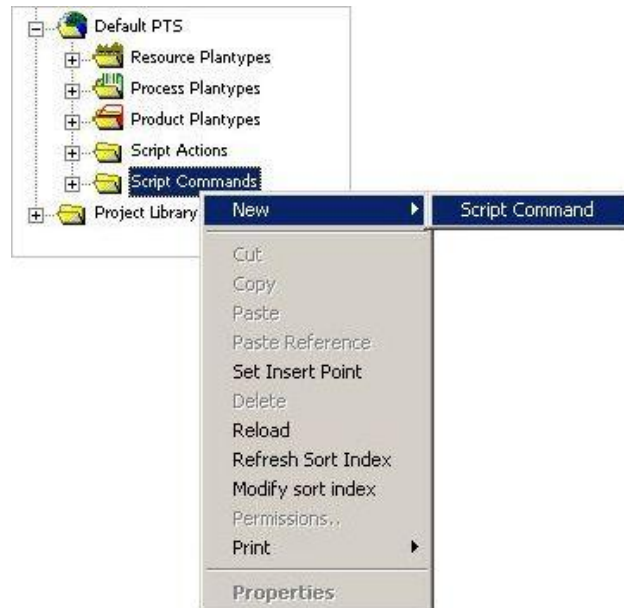 Default PTS
Resource Plantypes
Process Plantypes
Product Plantypes
Script Actions
Script Commands
Project Library
New
Script Command
Cut
Copy
Paste
Paste Reference
Set Insert Point
Delete
Reload
Refresh Sort Index
Modify sort index
Permissions..
Print
Properties